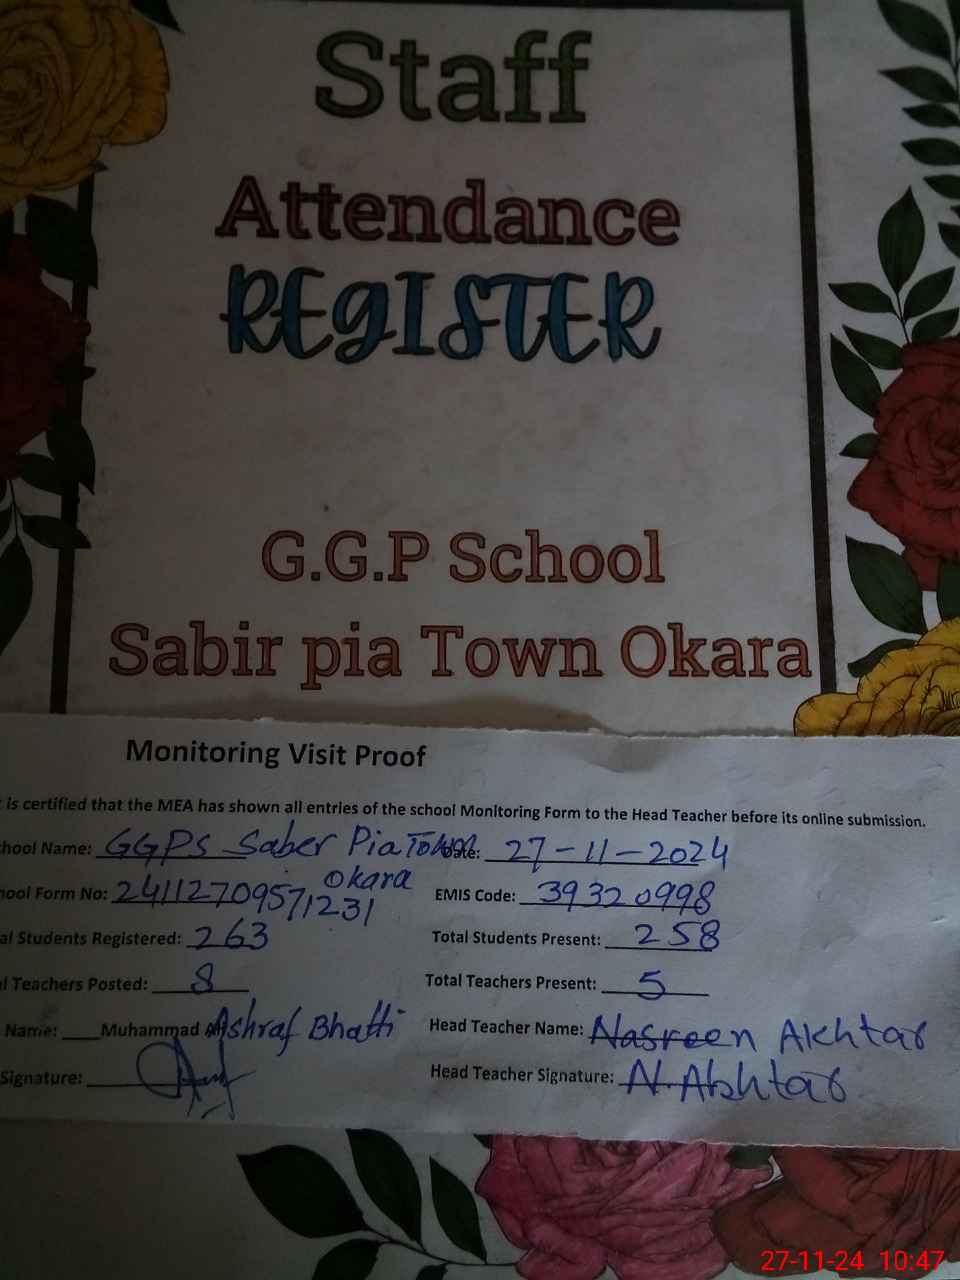 Staff
Attendance
REGISTER
G.G.P School
Sabir pia Town Okara
Monitoring Visit Proof
is certified that the MEA has shown all entries of the school Monitoring Form to the Head Teacher before its online submission.
hool Name: GGPS Saber Pia Town Okara Date: 27-11-2024
ool Form No: 24112709571231 EMIS Code: 39320998
al Students Registered: 263 Total Students Present: 258
l Teachers Posted: 8 Total Teachers Present: 5
Name: Muhammad Ashraf Bhatti Head Teacher Name: Nasreen Akhtar
Signature: Head Teacher Signature: N. Akhtar
27-11-24 10:47